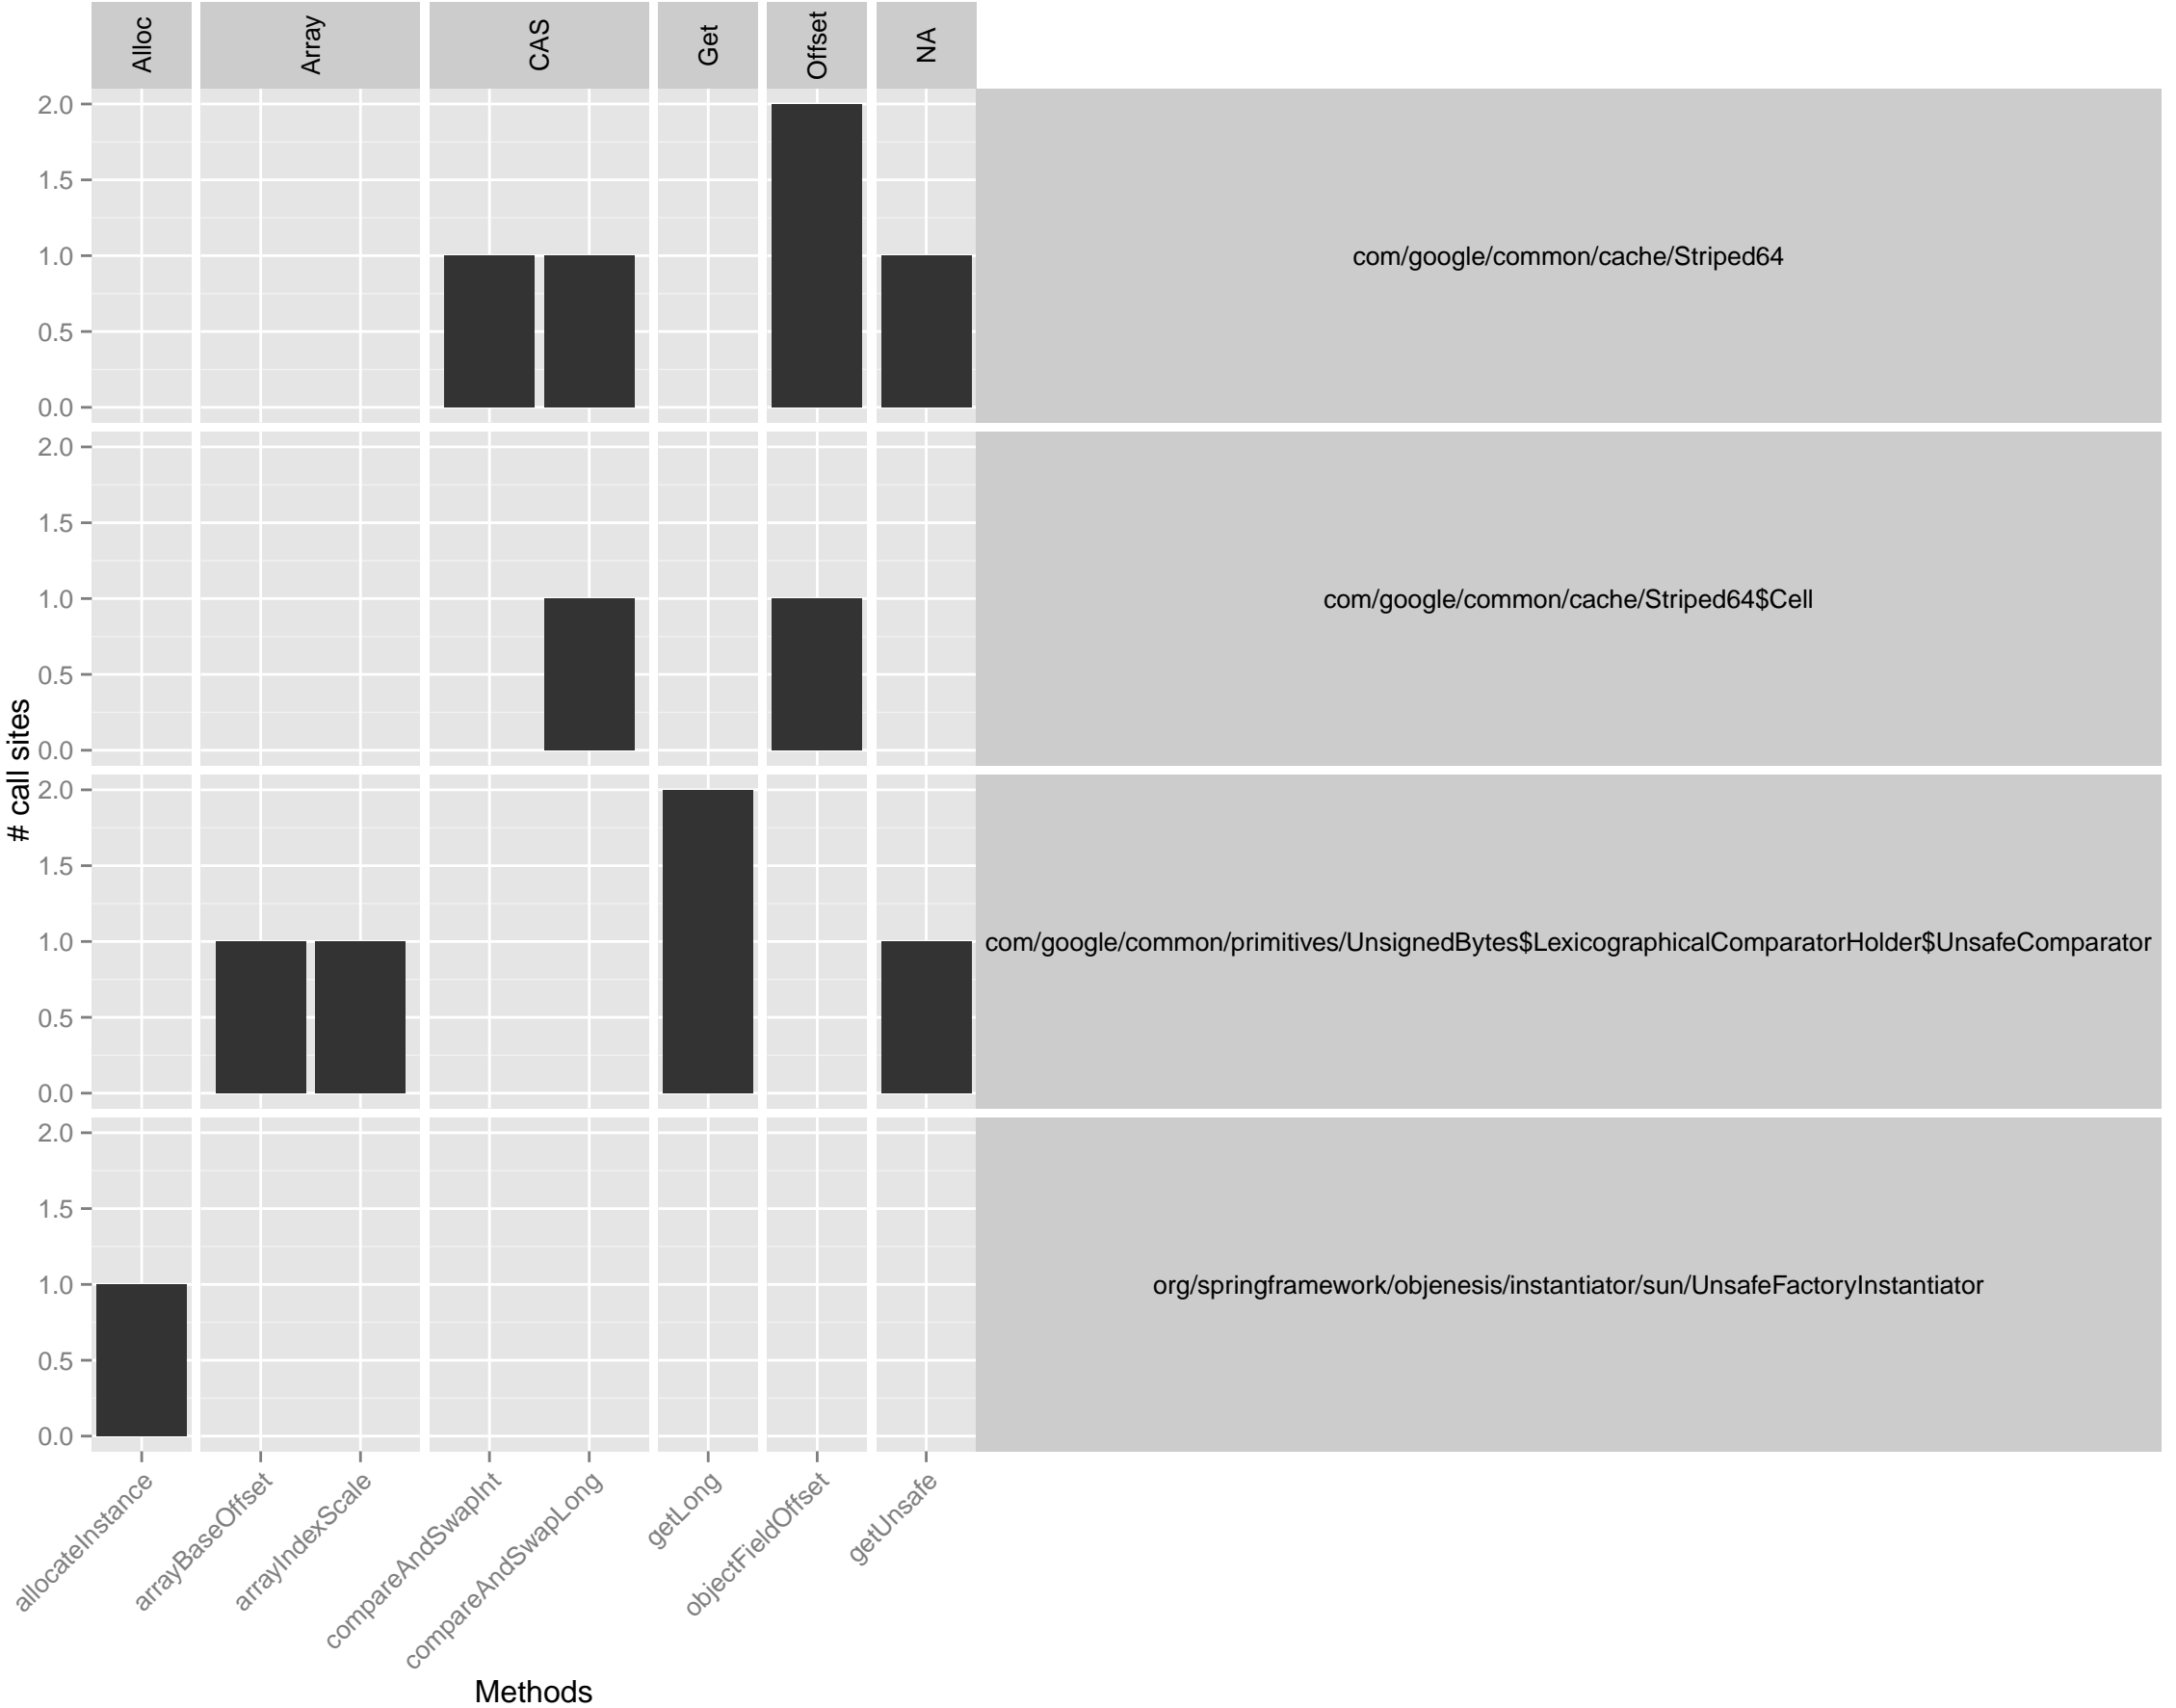 Alloc
Array
CAS
Get
Offset
NA
2.0
1.5
1.0
0.5
0.0
com/google/common/cache/Striped64
2.0
1.5
1.0
0.5
0.0
com/google/common/cache/Striped64$Cell
# call sites
2.0
1.5
1.0
0.5
0.0
com/google/common/primitives/UnsignedBytes$LexicographicalComparatorHolder$UnsafeComparator
2.0
1.5
1.0
0.5
0.0
org/springframework/objenesis/instantiator/sun/UnsafeFactoryInstantiator
allocateInstance
arrayBaseOffset
arrayIndexScale
compareAndSwapInt
compareAndSwapLong
getLong
objectFieldOffset
getUnsafe
Methods